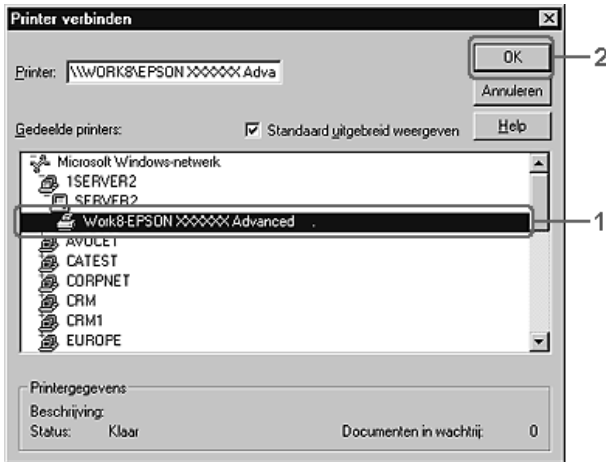 Printer verbinden
Printer: \\WORK8\EPSON XXXXXX Adva
OK
2
Annuleren
Gedeelde printers:
Standaard uitgebreid weergeven
Help
Microsoft Windows-netwerk
1SERVER2
SERVER2
Work8-EPSON XXXXXX Advanced .
1
AVOCET
CATEST
CORPNET
CRM
CRM1
EUROPE
Printergegevens
Beschrijving:
Status: Klaar
Documenten in wachtrij: 0